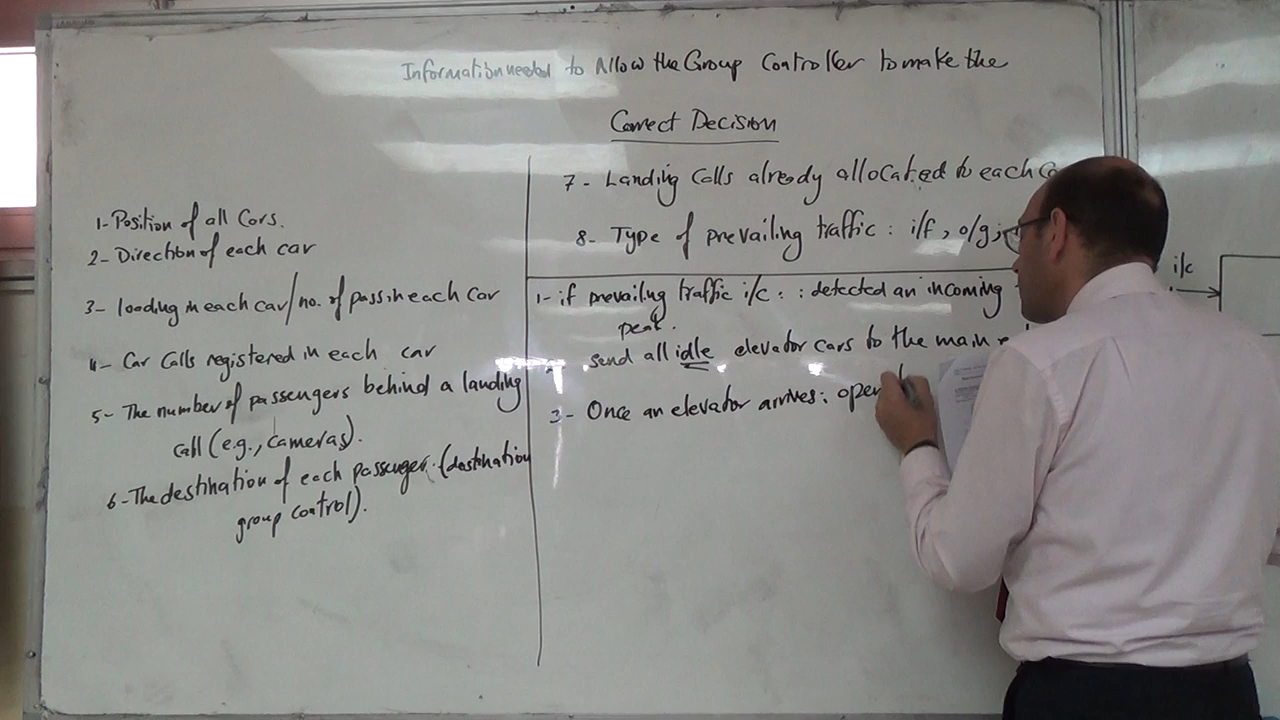 Information needed to Allow the Group Controller to make the
Correct Decision
1- Position of all Cars.
2- Direction of each car
3- loading in each car/no. of pass. in each car
4- Car Calls registered in each car
5- The number of passengers behind a landing
call (e.g., cameras).
6- The destination of each passenger. (destination
group control).
7- Landing Calls already allocated to each
8- Type of prevailing traffic : i/f, o/g,
1- if prevailing traffic i/c : : detected an incoming
peak.
send all idle elevator cars to the main
3- Once an elevator arrives: open
i/c